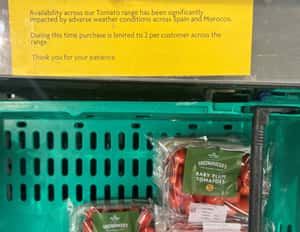 Availability across our Tomato range has been significantly
impacted by adverse weather conditions across Spain and Morocco.
During this time purchase is limited to 2 per customer across the
range.
Thank you for your patience.
GREENHOUSES
BABY PLUM
TOMATOES